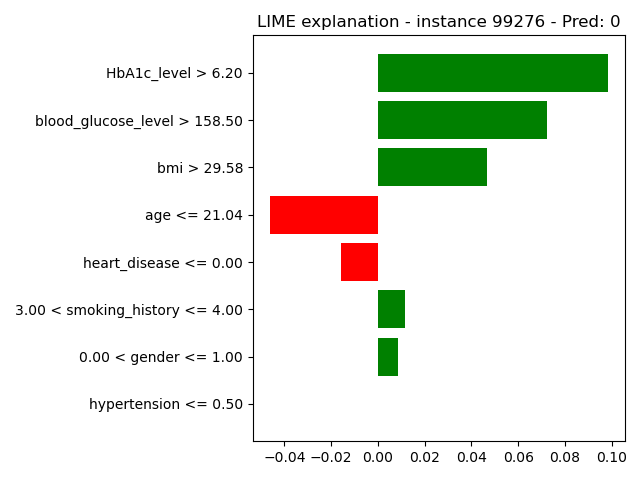 LIME explanation - instance 99276 - Pred: 0
HbA1c_level > 6.20
blood_glucose_level > 158.50
bmi > 29.58
age <= 21.04
heart_disease <= 0.00
3.00 < smoking_history <= 4.00
0.00 < gender <= 1.00
hypertension <= 0.50
−0.04 −0.02 0.00 0.02 0.04 0.06 0.08 0.10